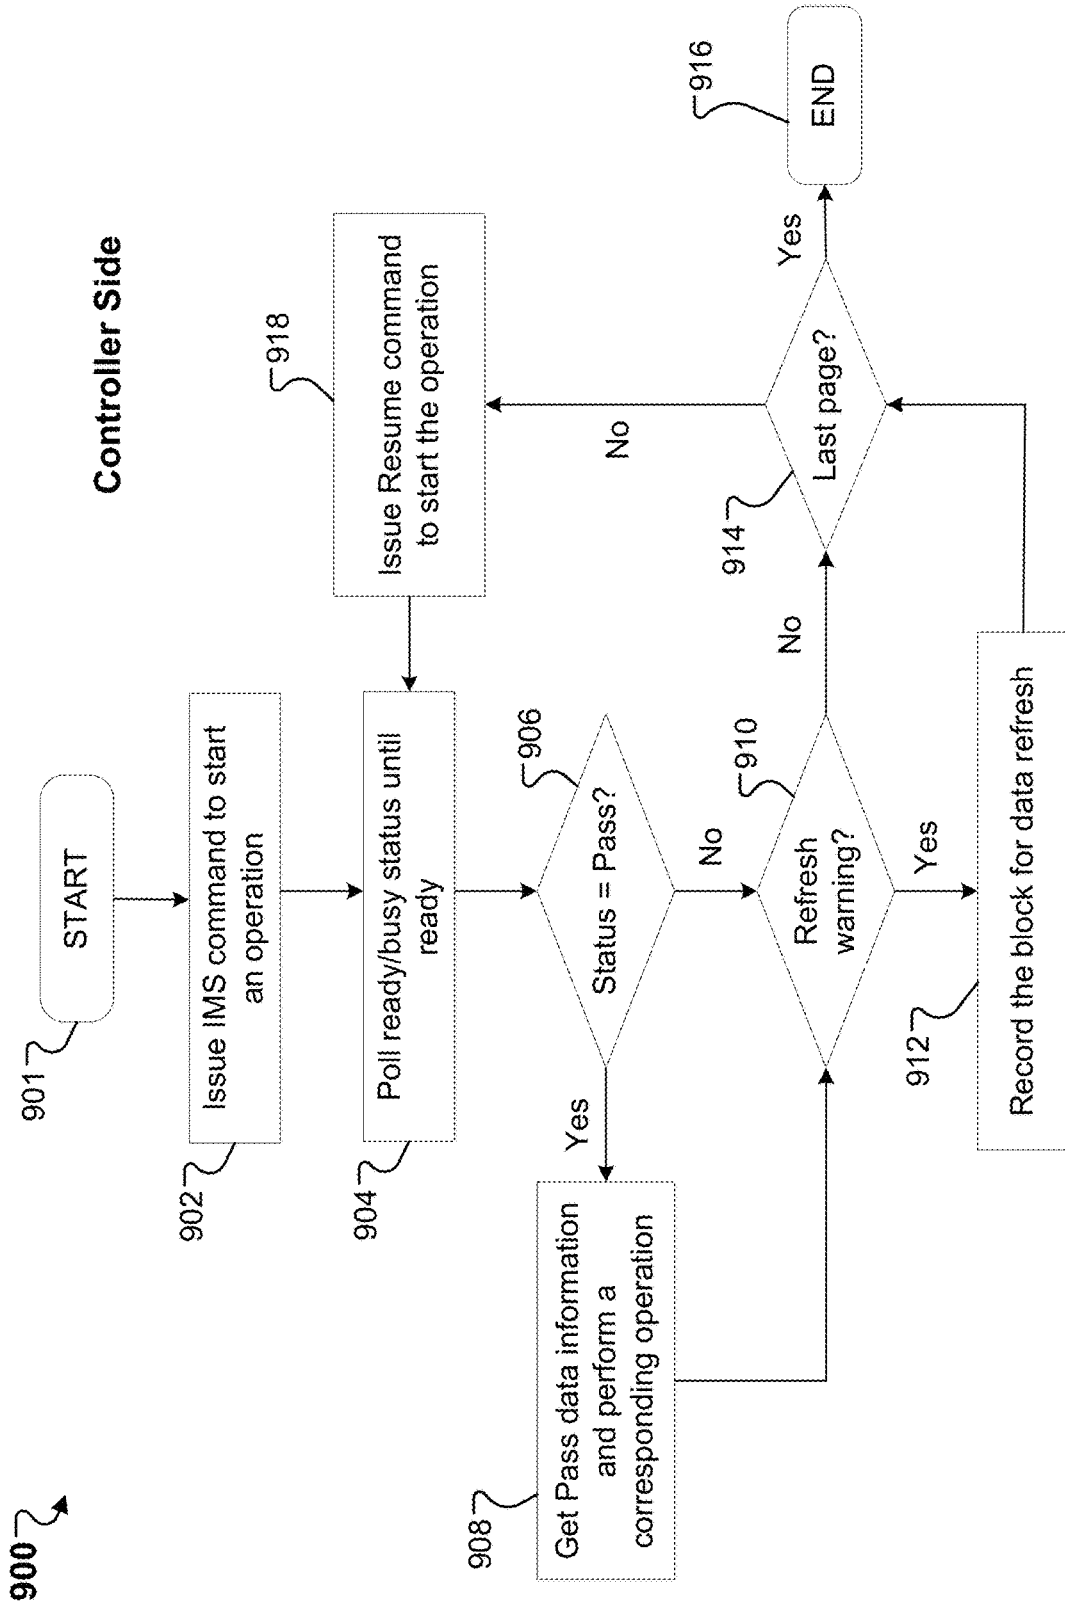 900
Controller Side
901
START
902
Issue IMS command to start
an operation
918
Issue Resume command
to start the operation
904
Poll ready/busy status until
ready
906
Status = Pass?
Yes
No
908
Get Pass data information
and perform a
corresponding operation
910
Refresh
warning?
No
Yes
912
Record the block for data refresh
914
Last page?
No
Yes
916
END